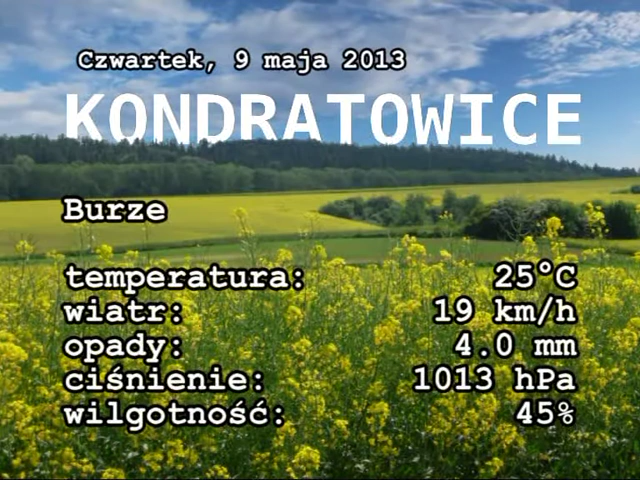 Czwartek, 9 maja 2013
KONDRATOWICE
Burze
temperatura: 25°C
wiatr: 19 km/h
opady: 4.0 mm
ciśnienie: 1013 hPa
wilgotność: 45%